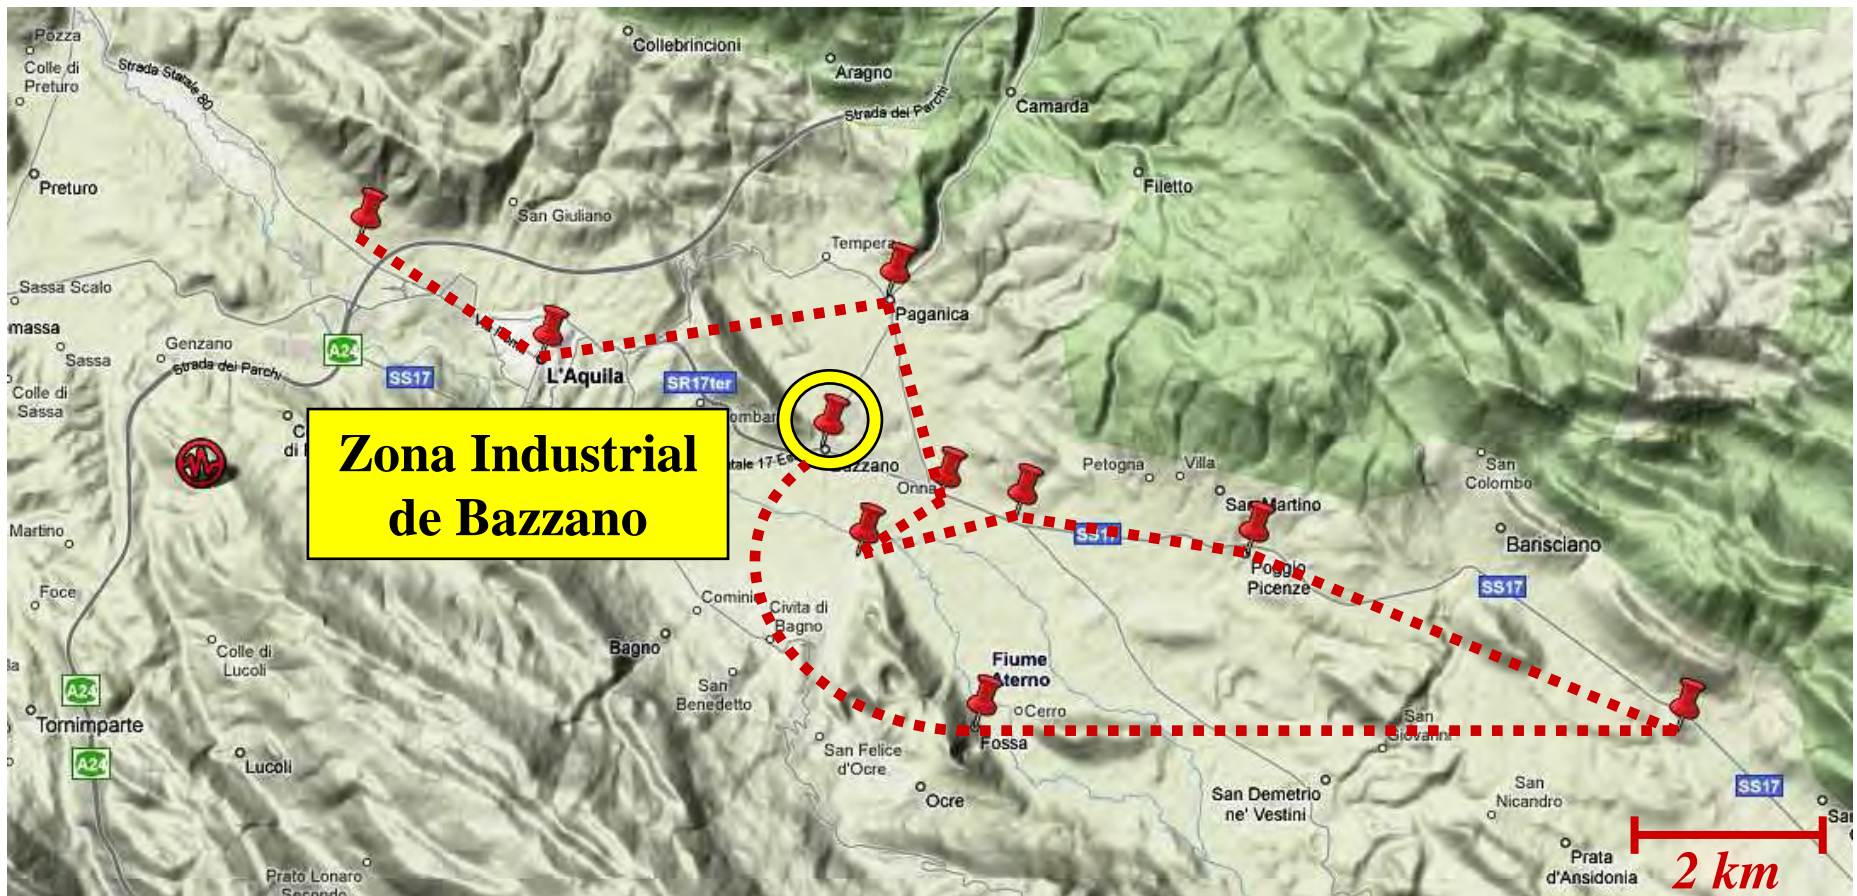 Pozza
Colle di
Preturo
Strada Statale 80
Collebrincioni
Aragno
Strada dei Parchi
Camarda
Preturo
Filetto
San Giuliano
Tempera
Sassa Scalo
Paganica
Genzano
A24
Sassa
Strada dei Parchi
SS17
L'Aquila
SR17ter
Colle di
Sassa
Zona Industrial
de Bazzano
Bazzano
Onna
Petogna
Villa
San
Colombo
San Martino
Martino
SS17
Barisciano
Poggio
Picenze
SS17
Foce
Civita di
Bagno
Colle di
Lucoli
Bagno
San
Benedetto
Fiume
Aterno
A24
Tornimparte
Cerro
Fossa
San
Giovanni
San Felice
d'Ocre
A24
Lucoli
Ocre
San Demetrio
ne' Vestini
San
Nicandro
SS17
Prata
d'Ansidonia
2 km
Prato Lonaro